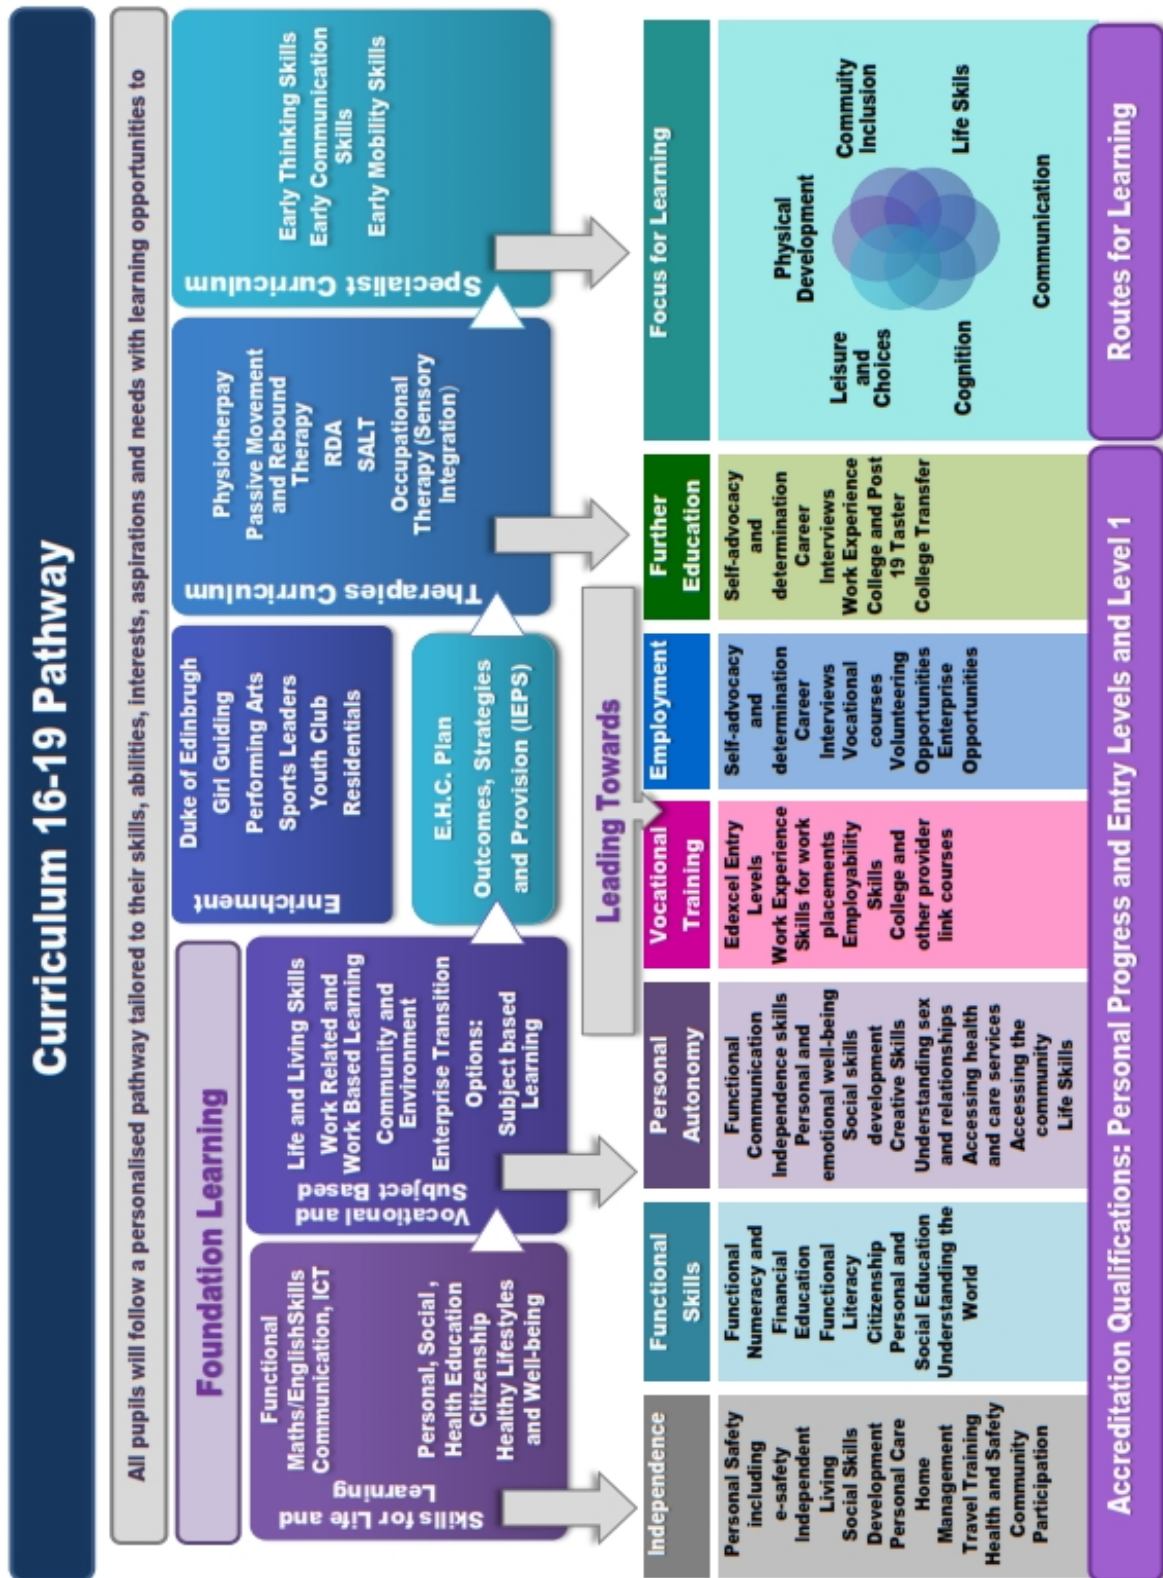 Curriculum 16-19 Pathway
All pupils will follow a personalised pathway tailored to their skills, abilities, interests, aspirations and needs with learning opportunities to
Foundation Learning
Skills for Life and
Learning
Functional
Maths/EnglishSkills
Communication, ICT
Personal, Social ,
Health Education
Citizenship
Healthy Lifestyles
and Well-being
Vocational and
Subject Based
Life and Living Skills
Work Related and
Work Based Learning
Community and
Environment
Enterprise Transition
Options:
Subject based
Learning
Enrichment
Duke of Edinbrugh
Girl Guiding
Performing Arts
Sports Leaders
Youth Club
Residentials
E.H.C. Plan
Outcomes, Strategies
and Provision (IEPS)
Therapies Curriculum
Physiotherpay
Passive Movement
and Rebound
Therapy
RDA
SALT
Occupational
Therapy (Sensory
Integration)
Specialist Curriculum
Early Thinking Skills
Early Communication
Skills
Early Mobility Skills
Leading Towards
Independence
Personal Safety
including
e-safety
Independent
Living
Social Skills
Development
Personal Care
Home
Management
Travel Training
Health and Safety
Community
Participation
Functional
Skills
Functional
Numeracy and
Financial
Education
Functional
Literacy
Citizenship
Personal and
Social Education
Understanding the
World
Personal
Autonomy
Functional
Communication
Independence skills
Personal and
emotional well-being
Social skills
development
Creative Skills
Understanding sex
and relationships
Accessing health
and care services
Accessing the
community
Life Skills
Vocational
Training
Edexcel Entry
Levels
Work Experience
Skills for work
placements
Employability
Skills
College and
other provider
link courses
Employment
Self-advocacy
and
determination
Career
Interviews
Vocational
courses
Volunteering
Opportunities
Enterprise
Opportunities
Further
Education
Self-advocacy
and
determination
Career
Interviews
Work Experience
College and Post
19 Taster
College Transfer
Focus for Learning
Physical
Development
Commuity
Inclusion
Life Skils
Communication
Cognition
Leisure
and
Choices
Accreditation Qualifications: Personal Progress and Entry Levels and Level 1
Routes for Learning